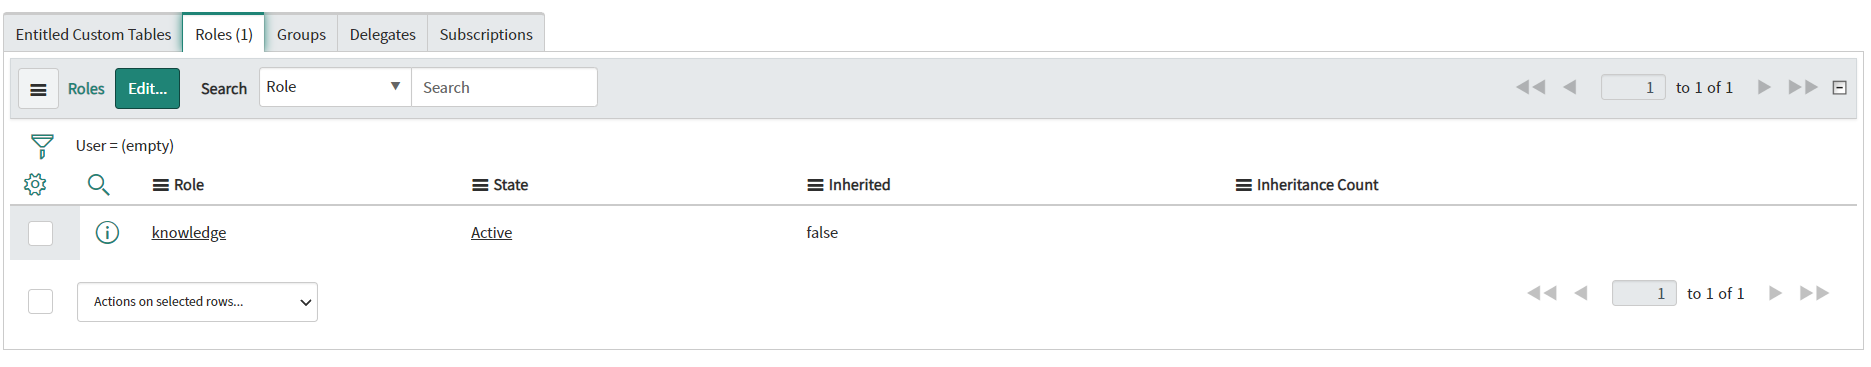 Entitled Custom Tables Roles (1) Groups Delegates Subscriptions
Roles Edit... Search Role Search 1 to 1 of 1
User = (empty)
Role State Inherited Inheritance Count
knowledge Active false
Actions on selected rows... 1 to 1 of 1